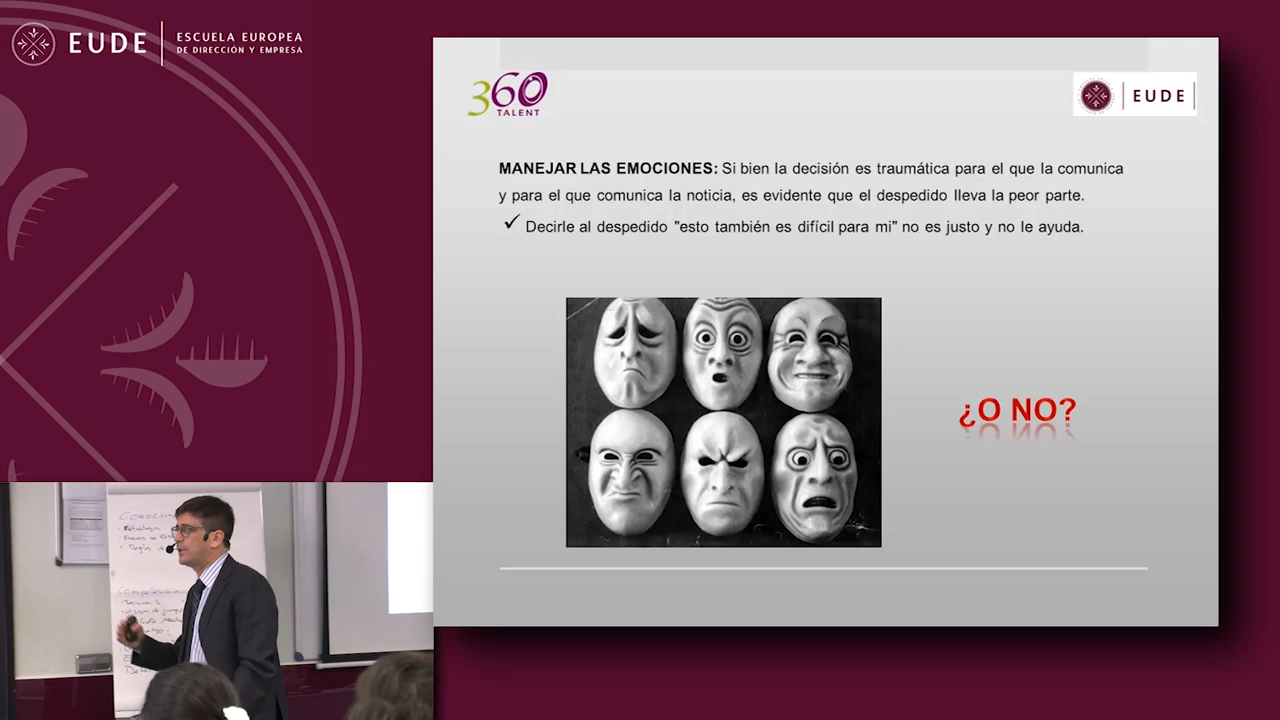 EUDE
ESCUELA EUROPEA
DE DIRECCIÓN Y EMPRESA
360
TALENT
EUDE
MANEJAR LAS EMOCIONES: Si bien la decisión es traumática para el que la comunica
y para el que comunica la noticia, es evidente que el despedido lleva la peor parte.
✓ Decirle al despedido "esto también es difícil para mi" no es justo y no le ayuda.
¿O NO?